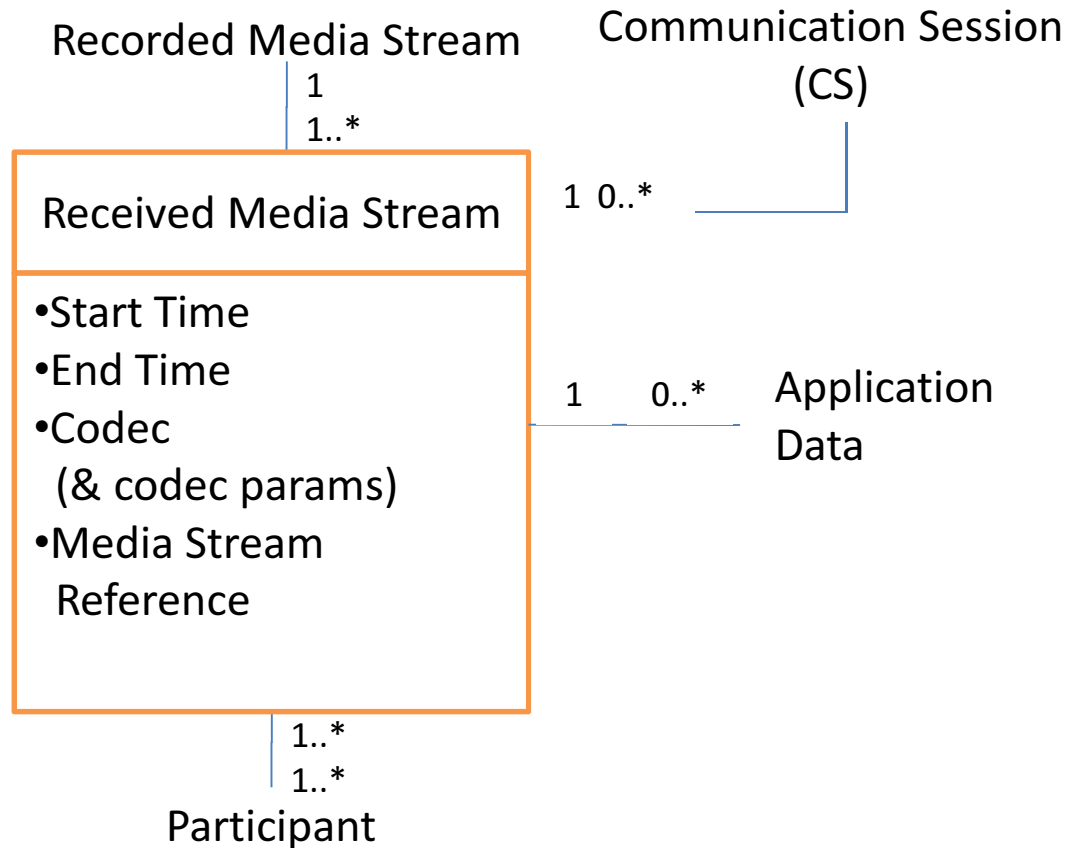 Recorded Media Stream
Communication Session
(CS)
1
1..*
Received Media Stream
1 0..*
•Start Time
•End Time
•Codec
(& codec params)
•Media Stream
Reference
1 0..*
Application
Data
1..*
1..*
Participant